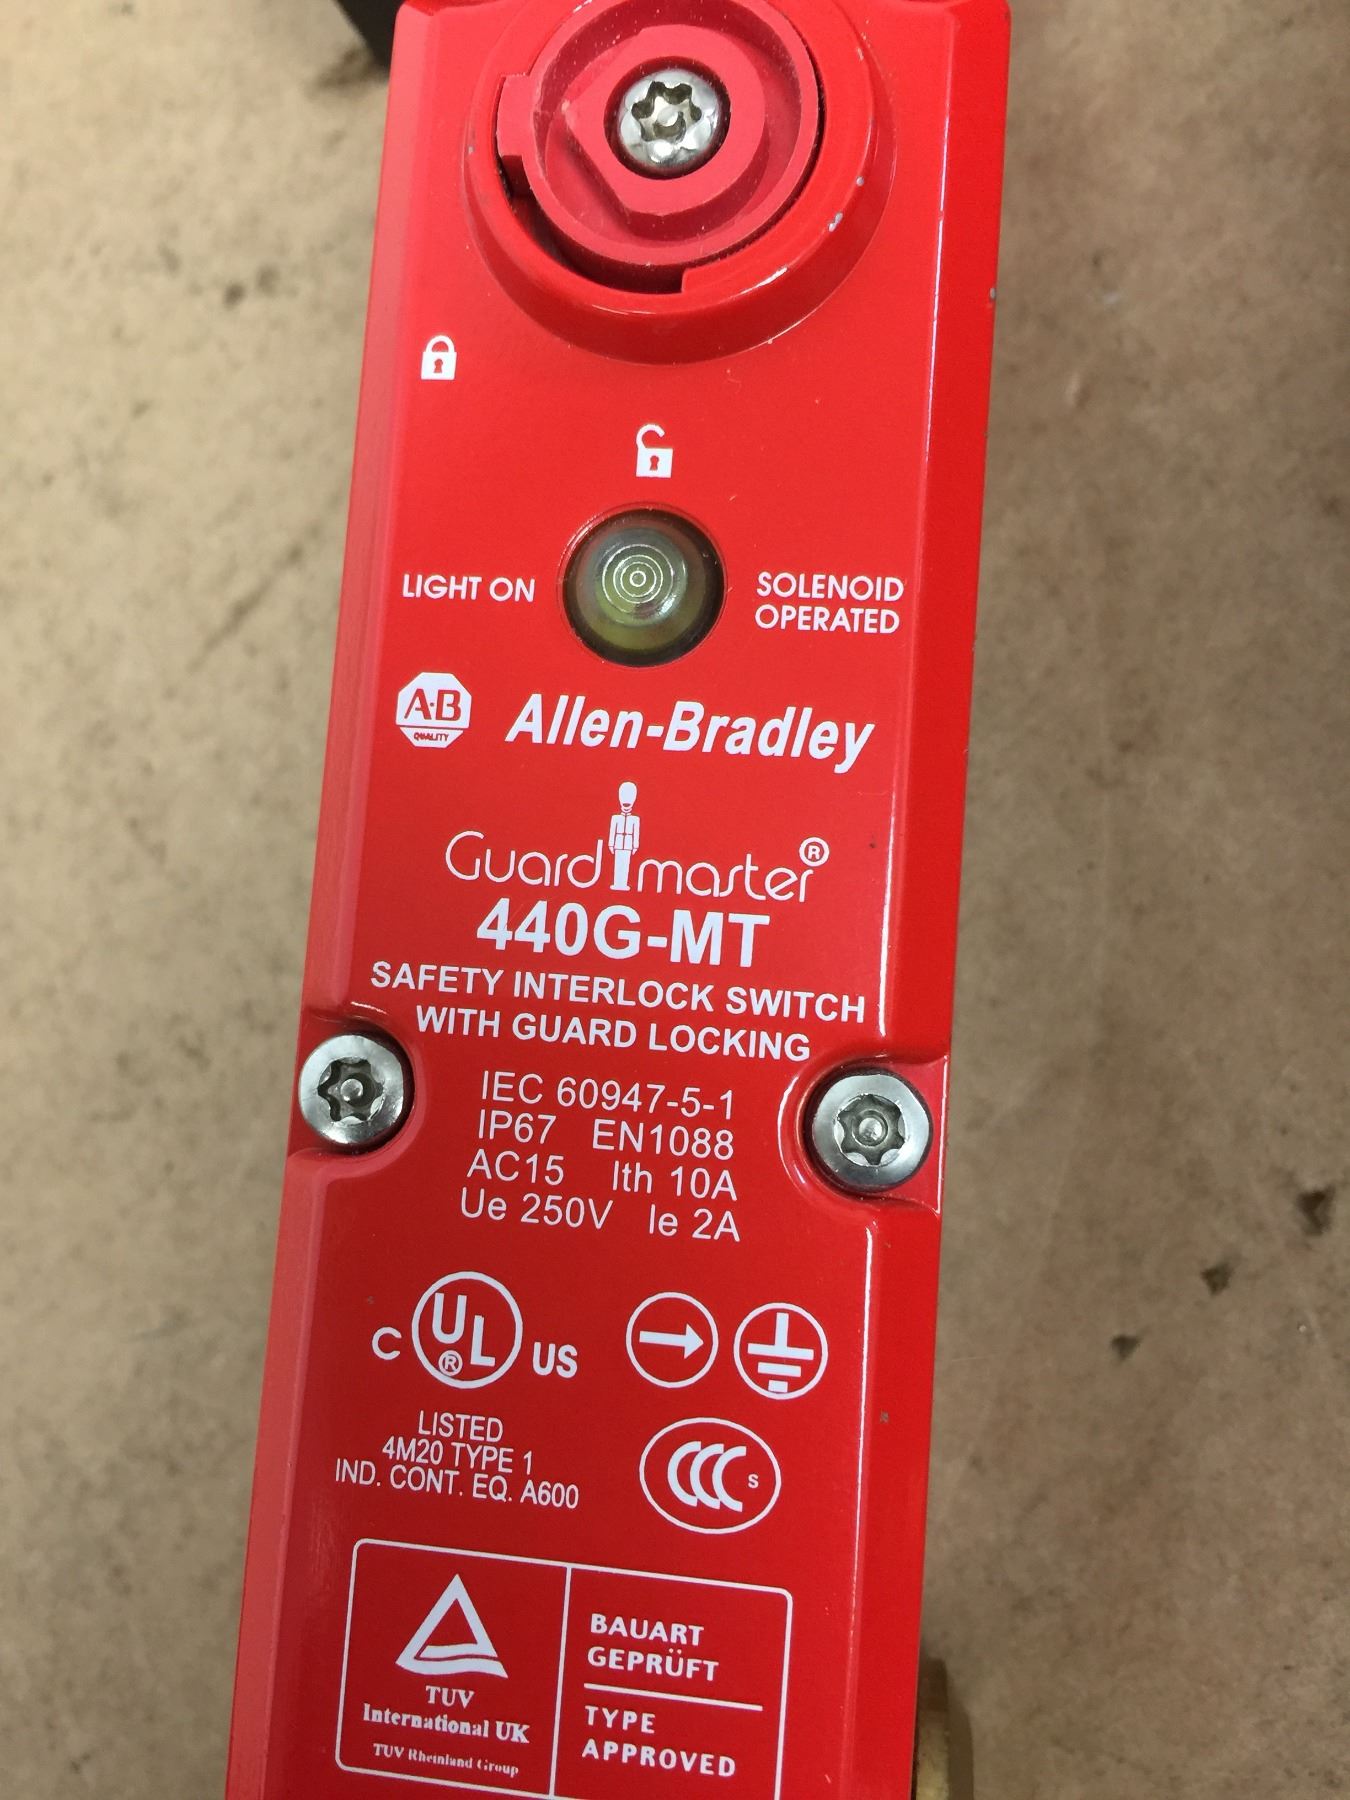 LIGHT ON
SOLENOID
OPERATED
A·B
QUALITY
Allen-Bradley
Guardmaster®
440G-MT
SAFETY INTERLOCK SWITCH
WITH GUARD LOCKING
IEC 60947-5-1
IP67 EN1088
AC15 Ith 10A
Ue 250V Ie 2A
C UL® US
LISTED
4M20 TYPE 1
IND. CONT. EQ. A600
CCC S
TUV
International UK
TUV Rheinland Group
BAUART
GEPRÜFT
TYPE
APPROVED